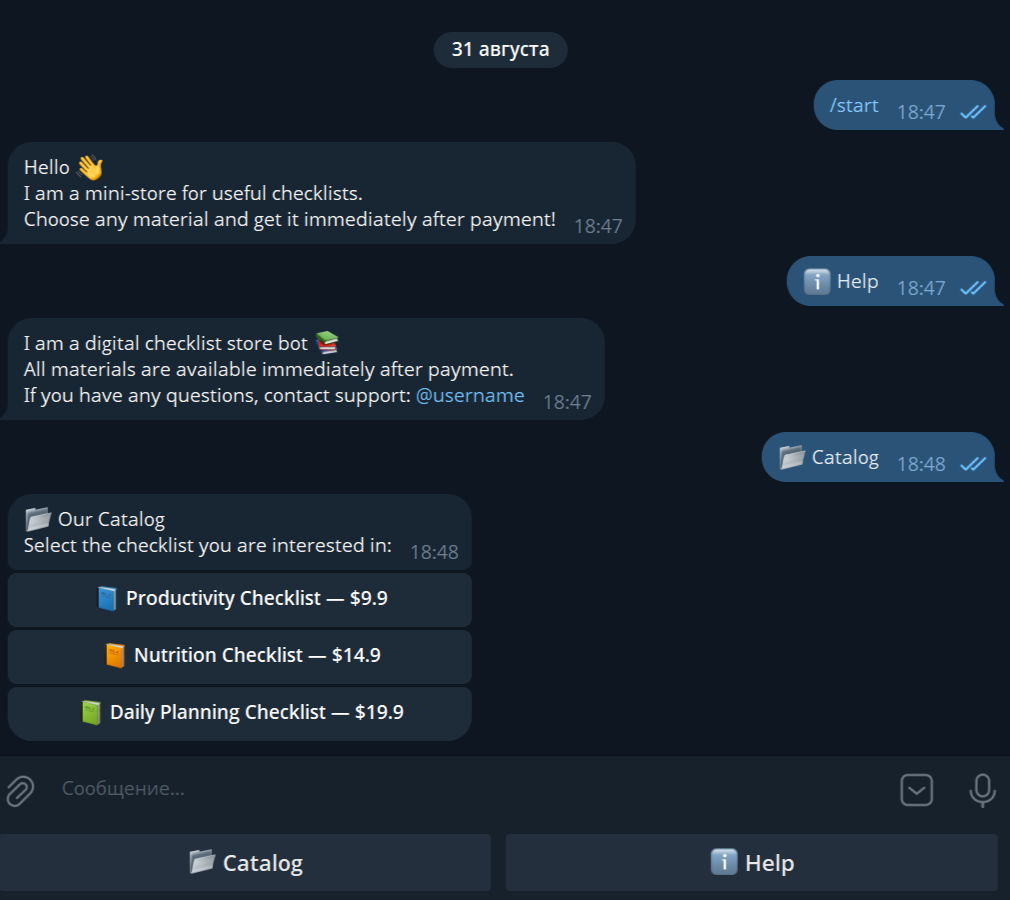 31 августа
/start 18:47
Hello 👋
I am a mini-store for useful checklists.
Choose any material and get it immediately after payment! 18:47
ℹ️ Help 18:47
I am a digital checklist store bot 📚
All materials are available immediately after payment.
If you have any questions, contact support: @username 18:47
📂 Catalog 18:48
📂 Our Catalog
Select the checklist you are interested in: 18:48
📘 Productivity Checklist — $9.9
📙 Nutrition Checklist — $14.9
📗 Daily Planning Checklist — $19.9
Сообщение...
📂 Catalog
ℹ️ Help